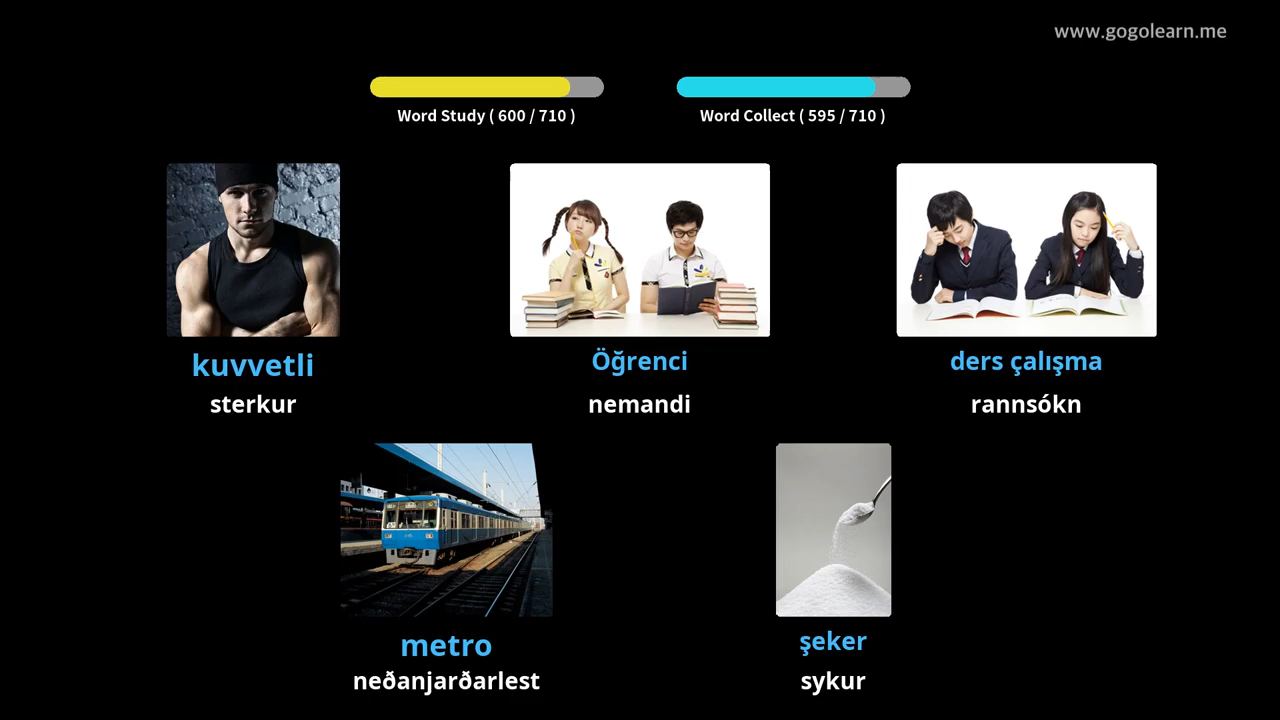 www.gogolearn.me
Word Study ( 600 / 710 )
Word Collect ( 595 / 710 )
kuvvetli
sterkur
Öğrenci
nemandi
ders çalışma
rannsókn
metro
neðanjarðarlest
şeker
sykur